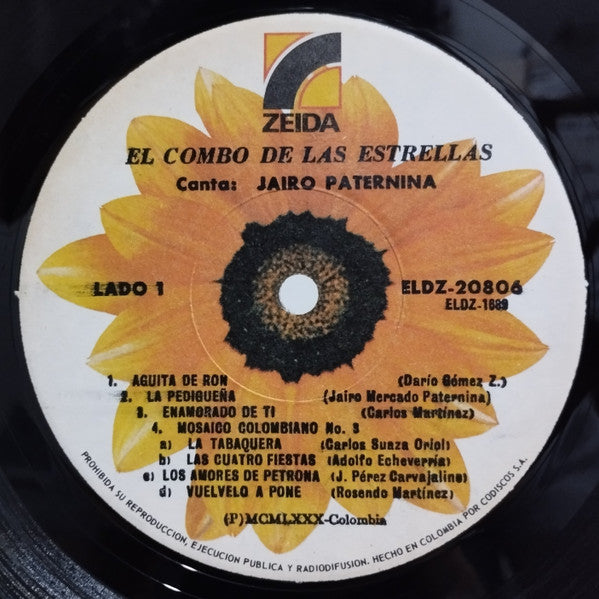 ZEIDA
EL COMBO DE LAS ESTRELLAS
Canta: JAIRO PATERNINA
LADO 1
ELDZ-20806
ELDZ-1689
1. AGUITA DE RON (Darío Gómez Z.)
2. LA PEDIGUEÑA (Jairo Mercado Paternina)
3. ENAMORADO DE TI (Carlos Martínez)
4. MOSAICO COLOMBIANO No. 3
a) LA TABAQUERA (Carlos Suaza Oriol)
b) LAS CUATRO FIESTAS (Adolfo Echeverría)
c) LOS AMORES DE PETRONA (J. Pérez Carvajalino)
d) VUELVELO A PONE (Rosendo Martínez)
(P)MCMLXXX-Colombia
PROHIBIDA SU REPRODUCCION, EJECUCION PUBLICA Y RADIODIFUSION. HECHO EN COLOMBIA POR CODISCOS S.A.